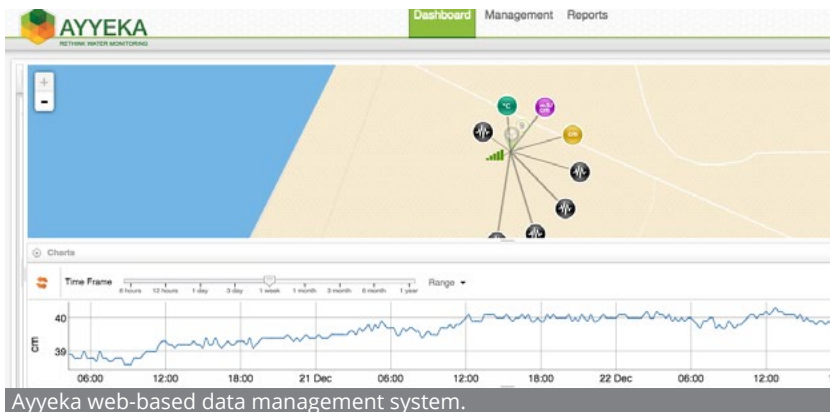 AYYEKA
RETHINK WATER MONITORING
Dashboard Management Reports
+
-
°C
Charts
Time Frame
6 hours 12 hours 1 day 3 day 1 week 1 month 3 month 6 month 1 year
Range
40
39
cm
06:00 12:00 18:00 21 Dec 06:00 12:00 18:00 22 Dec 06:00 12:00
Ayyeka web-based data management system.